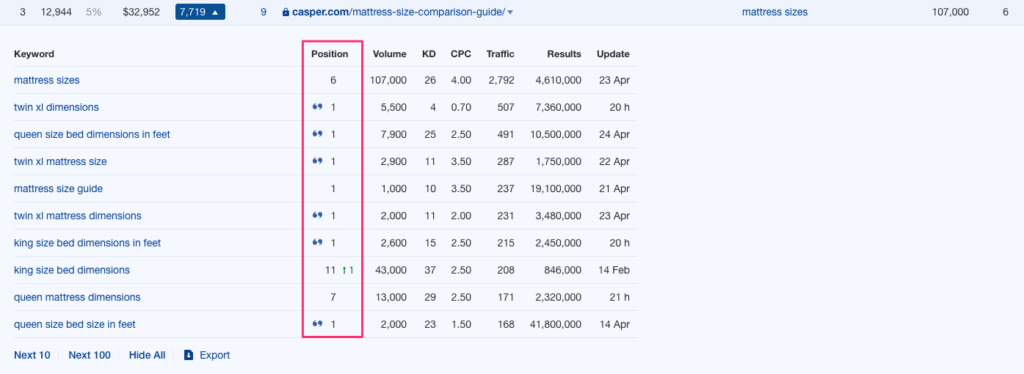 3 12,944 5% $32,952 7,719 ▲ 9 casper.com/mattress-size-comparison-guide/ ▾ mattress sizes 107,000 6
Keyword Position Volume KD CPC Traffic Results Update
mattress sizes 6 107,000 26 4.00 2,792 4,610,000 23 Apr
twin xl dimensions 1 5,500 4 0.70 507 7,360,000 20 h
queen size bed dimensions in feet 1 7,900 25 2.50 491 10,500,000 24 Apr
twin xl mattress size 1 2,900 11 3.50 287 1,750,000 22 Apr
mattress size guide 1 1,000 10 3.50 237 19,100,000 21 Apr
twin xl mattress dimensions 1 2,000 11 2.00 231 3,480,000 23 Apr
king size bed dimensions in feet 1 2,600 15 2.50 215 2,450,000 20 h
king size bed dimensions 11 ↑1 43,000 37 2.50 208 846,000 14 Feb
queen mattress dimensions 7 13,000 29 2.50 171 2,320,000 21 h
queen size bed size in feet 1 2,000 23 1.50 168 41,800,000 14 Apr
Next 10 Next 100 Hide All Export